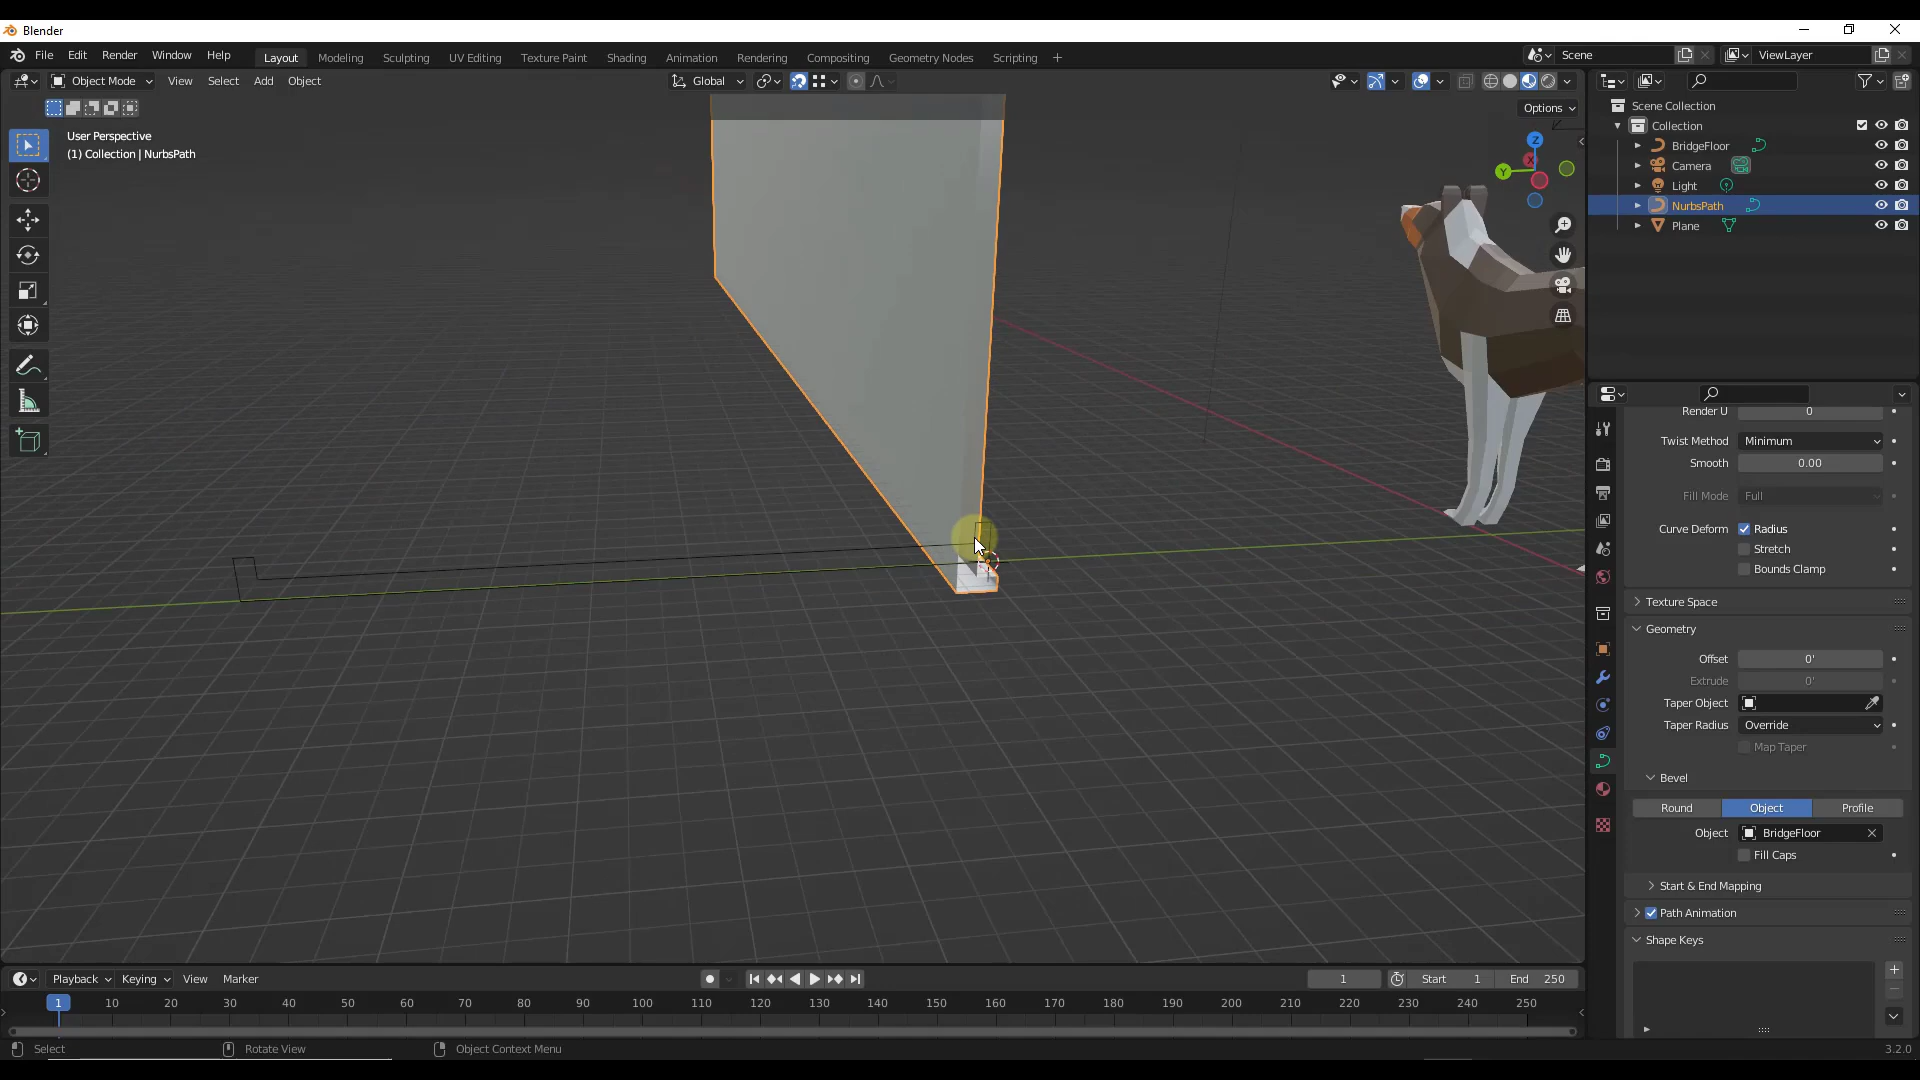 Blender
File Edit Render Window Help Layout Modeling Sculpting UV Editing Texture Paint Shading Animation Rendering Compositing Geometry Nodes Scripting + Scene ViewLayer
Object Mode View Select Add Object Global
Options
User Perspective
(1) Collection | NurbsPath
Z
Y
X
Scene Collection
Collection
BridgeFloor
Camera
Light
NurbsPath
Plane
Render U 0
Twist Method Minimum
Smooth 0.00
Fill Mode Full
Curve Deform Radius
Stretch
Bounds Clamp
Texture Space
Geometry
Offset 0'
Extrude 0'
Taper Object
Taper Radius Override
Map Taper
Bevel
Round Object Profile
Object BridgeFloor
Fill Caps
Start & End Mapping
Path Animation
Shape Keys
Playback Keying View Marker 1 Start 1 End 250
1 10 20 30 40 50 60 70 80 90 100 110 120 130 140 150 160 170 180 190 200 210 220 230 240 250
Select Rotate View Object Context Menu 3.2.0